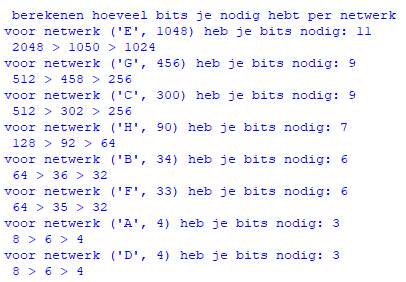 berekenen hoeveel bits je nodig hebt per netwerk
voor netwerk ('E', 1048) heb je bits nodig: 11
2048 > 1050 > 1024
voor netwerk ('G', 456) heb je bits nodig: 9
512 > 458 > 256
voor netwerk ('C', 300) heb je bits nodig: 9
512 > 302 > 256
voor netwerk ('H', 90) heb je bits nodig: 7
128 > 92 > 64
voor netwerk ('B', 34) heb je bits nodig: 6
64 > 36 > 32
voor netwerk ('F', 33) heb je bits nodig: 6
64 > 35 > 32
voor netwerk ('A', 4) heb je bits nodig: 3
8 > 6 > 4
voor netwerk ('D', 4) heb je bits nodig: 3
8 > 6 > 4